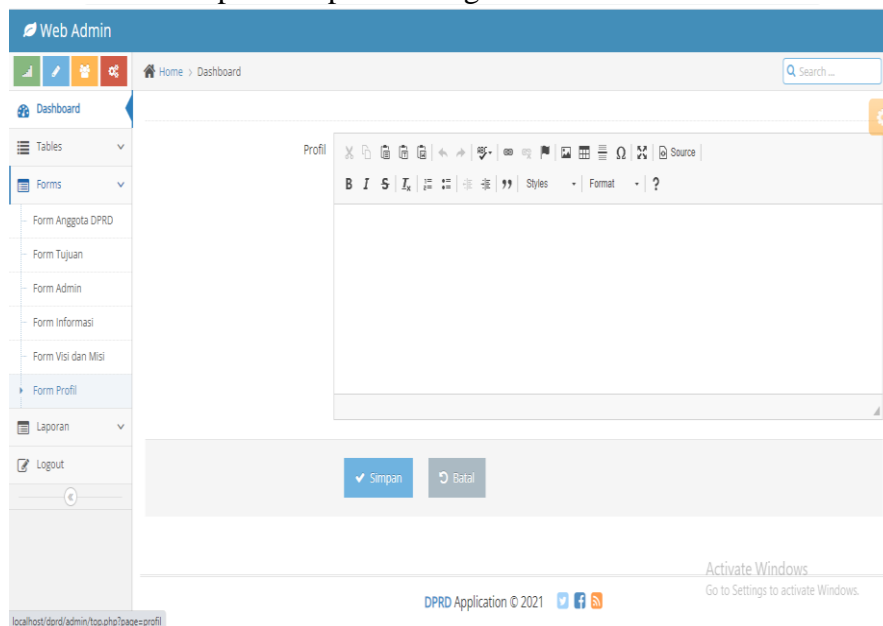 Web Admin
Home > Dashboard
Search ...
Dashboard
Tables
Forms
Form Anggota DPRD
Form Tujuan
Form Admin
Form Informasi
Form Visi dan Misi
Form Profil
Laporan
Logout
Profil
Source
B I S Ix Styles Format ?
Simpan Batal
DPRD Application © 2021
Activate Windows
Go to Settings to activate Windows.
localhost/dprd/admin/top.php?page=profil